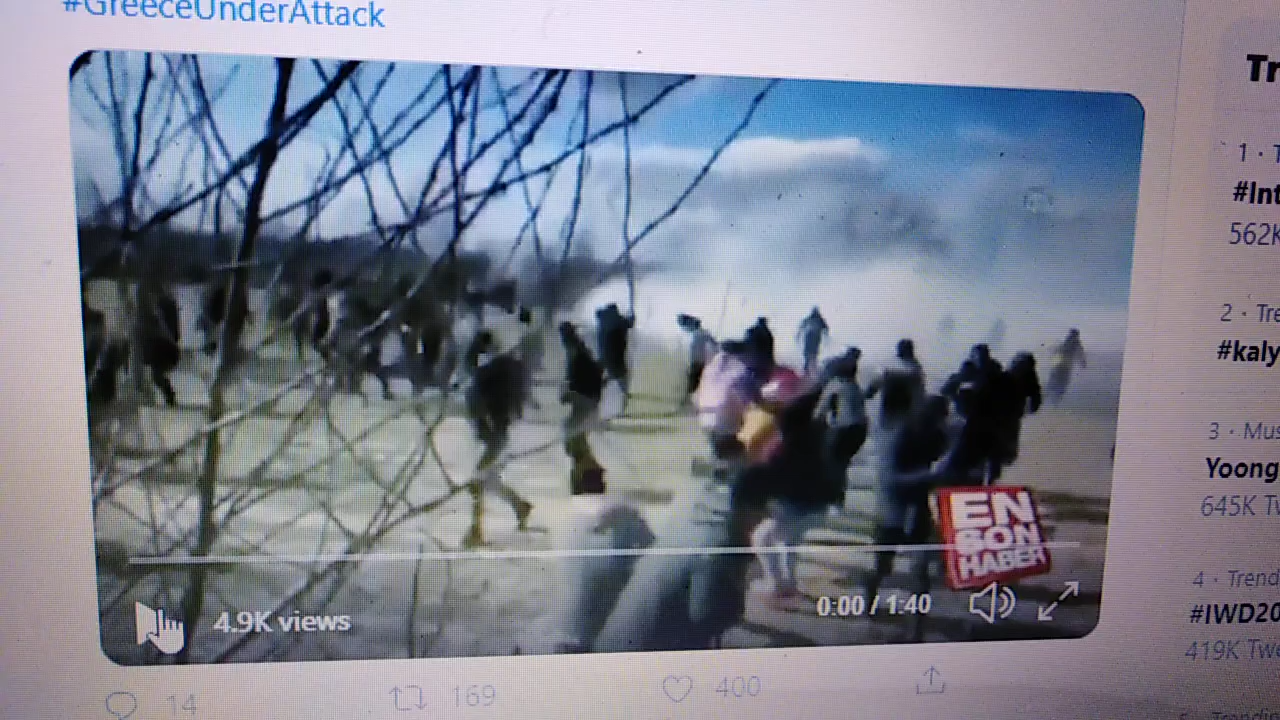 #GreeceUnderAttack
EN
SON
HABER
4.9K views
0:00 / 1:40
14
169
400
Tr
1 · T
#Int
562K
2 · Tre
#kaly
3 · Mus
Yoong
645K Tw
4 · Trend
#IWD20
419K Twe